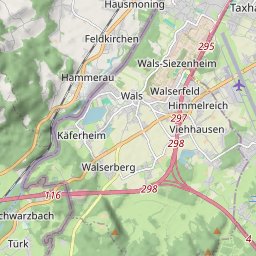 Hausmoning
Taxha
Feldkirchen
295
Wals-Siezenheim
Hammerau
Walserfeld
Wals
Himmelreich
297
Käferheim
Viehhausen
298
Walserberg
116
298
chwarzbach
Türk
4